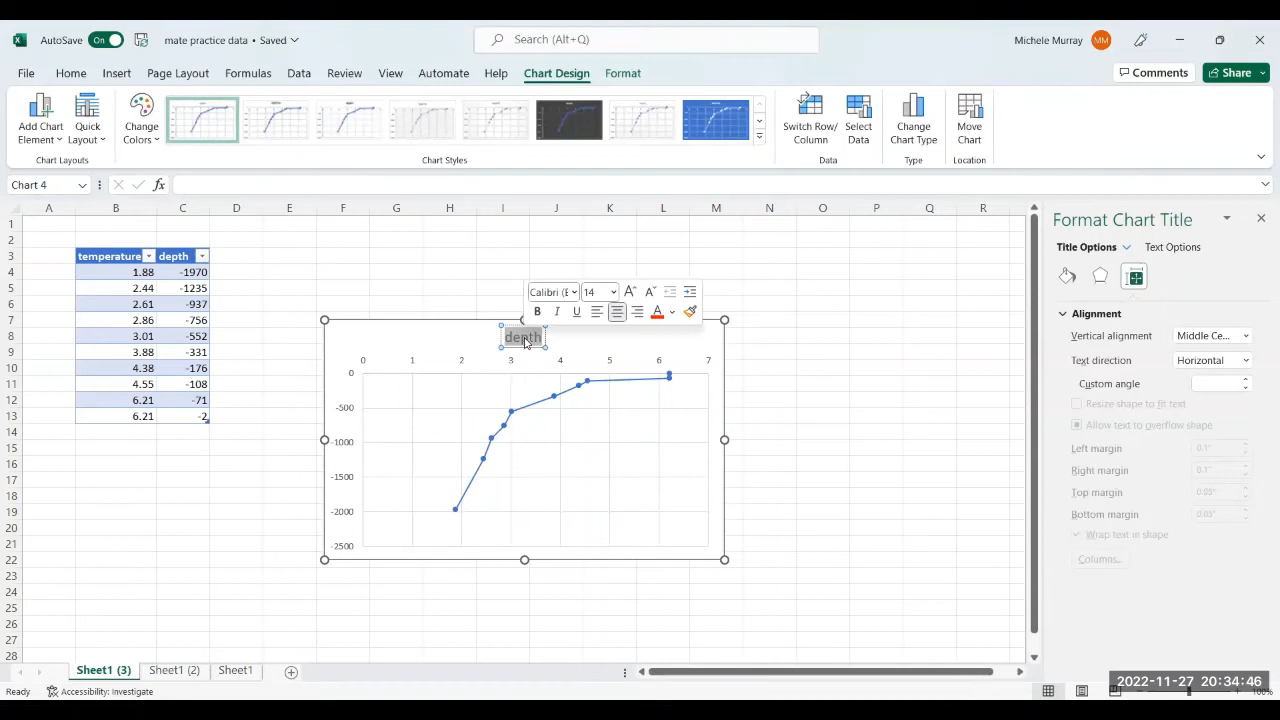 AutoSave On mate practice data • Saved Search (Alt+Q) Michele Murray MM
File Home Insert Page Layout Formulas Data Review View Automate Help Chart Design Format Comments Share
Add Chart Element Quick Layout Change Colors Switch Row/ Column Select Data Change Chart Type Move Chart
Chart Layouts Chart Styles Data Type Location
Chart 4 fx
A B C D E F G H I J K L M N O P Q R
1
2
3 temperature depth
4 1.88 -1970
5 2.44 -1235
6 2.61 -937
7 2.86 -756
8 3.01 -552
9 3.88 -331
10 4.38 -176
11 4.55 -108
12 6.21 -71
13 6.21 -2
14
15
16
17
18
19
20
21
22
23
24
25
26
27
28
Calibri (E 14 A A
B I U A
depth
0 1 2 3 4 5 6 7
0
-500
-1000
-1500
-2000
-2500
Format Chart Title
Title Options Text Options
Alignment
Vertical alignment Middle Ce...
Text direction Horizontal
Custom angle
Resize shape to fit text
Allow text to overflow shape
Left margin 0.1"
Right margin 0.1"
Top margin 0.05"
Bottom margin 0.05"
Wrap text in shape
Columns...
Sheet1 (3) Sheet1 (2) Sheet1
Ready Accessibility: Investigate 100%
2022-11-27 20:34:46